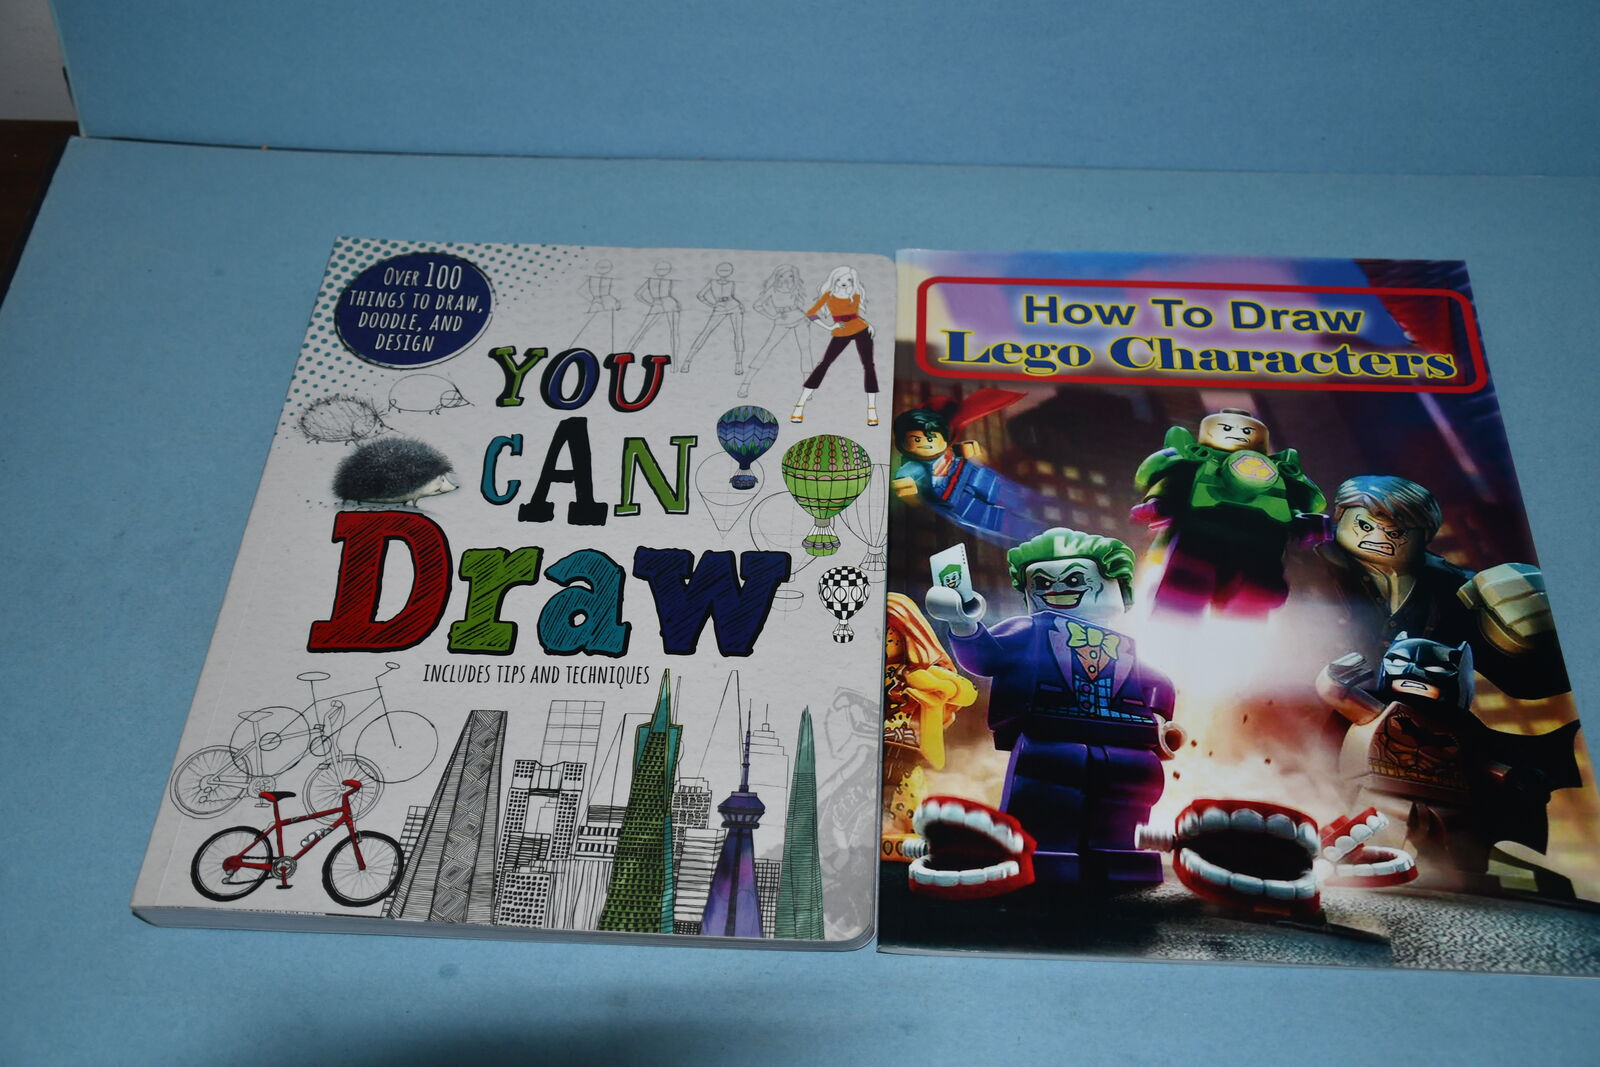 OVER 100
THINGS TO DRAW,
DOODLE, AND
DESIGN
YOU
CAN
Draw
INCLUDES TIPS AND TECHNIQUES
How To Draw
Lego Characters